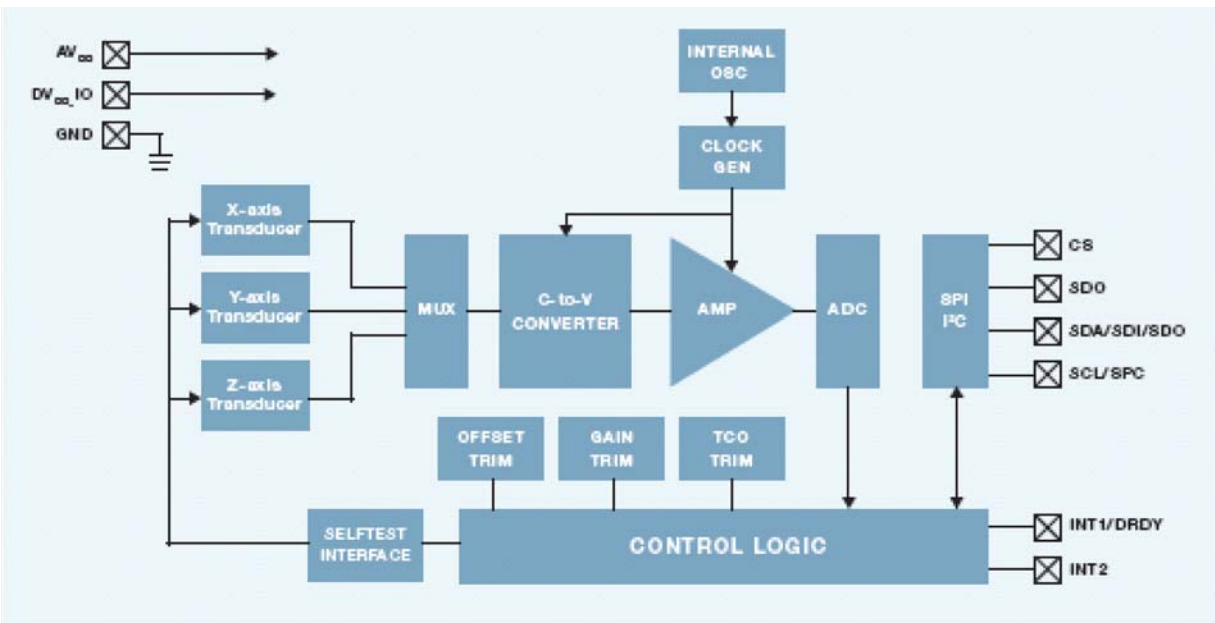 AVDD
DVDD_IO
GND
INTERNAL
OSC
CLOCK
GEN
X-axis
Transducer
Y-axis
Transducer
Z-axis
Transducer
MUX
C-to-V
CONVERTER
AMP
ADC
SPI
I²C
CS
SDO
SDA/SDI/SDO
SCL/SPC
OFFSET
TRIM
GAIN
TRIM
TCO
TRIM
SELFTEST
INTERFACE
CONTROL LOGIC
INT1/DRDY
INT2